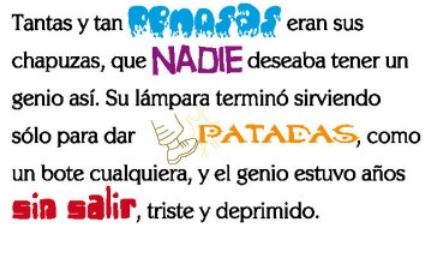 Tantas y tan PENOSAS eran sus
chapuzas, que NADIE deseaba tener un
genio así. Su lámpara terminó sirviendo
sólo para dar PATADAS, como
un bote cualquiera, y el genio estuvo años
sin salir, triste y deprimido.